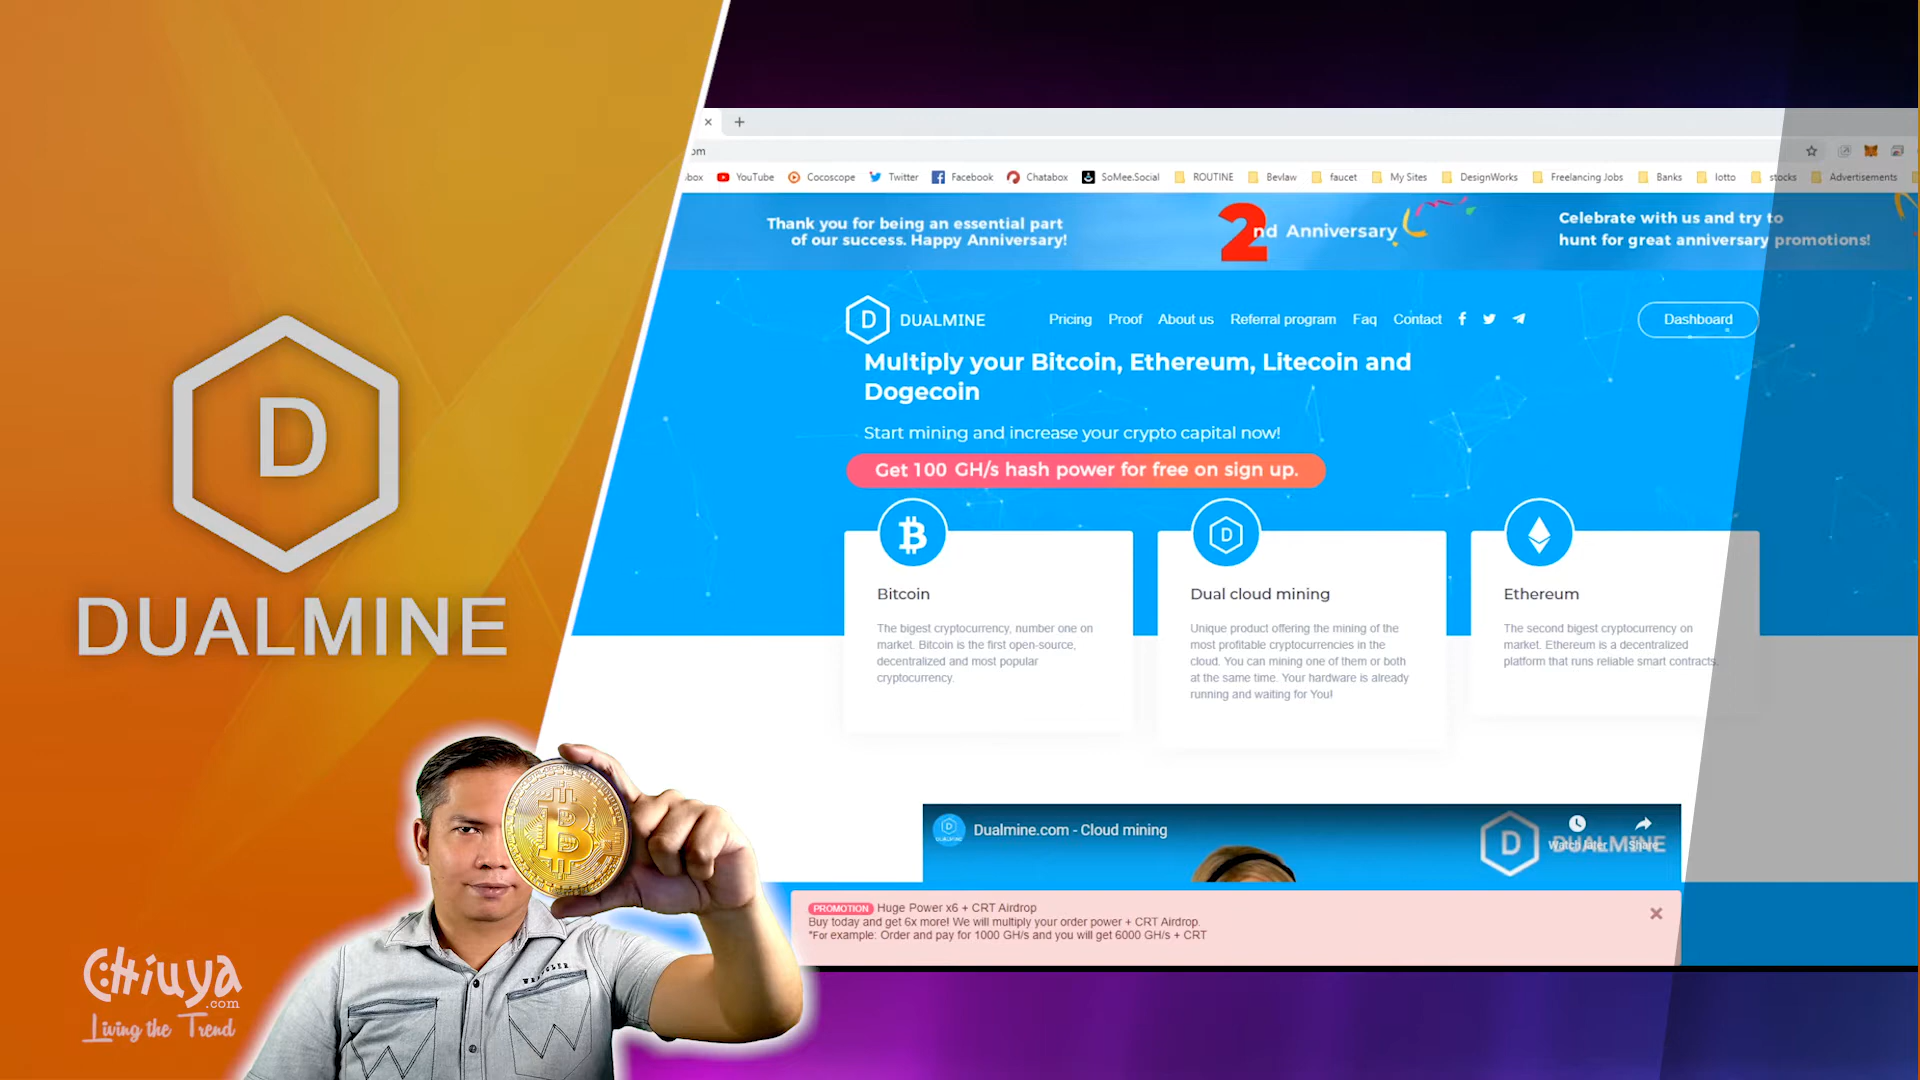 D
DUALMINE
CHiuya
.com
Living the Trend
WRANGLER
B
om
box YouTube Cocoscope Twitter Facebook Chatabox SoMee.Social ROUTINE Bevlaw faucet My Sites DesignWorks Freelancing Jobs Banks lotto stocks Advertisements
Thank you for being an essential part
of our success. Happy Anniversary!
2nd Anniversary
Celebrate with us and try to
hunt for great anniversary promotions!
D DUALMINE Pricing Proof About us Referral program Faq Contact Dashboard
Multiply your Bitcoin, Ethereum, Litecoin and
Dogecoin
Start mining and increase your crypto capital now!
Get 100 GH/s hash power for free on sign up.
Bitcoin
The bigest cryptocurrency, number one on
market. Bitcoin is the first open-source,
decentralized and most popular
cryptocurrency.
D
Dual cloud mining
Unique product offering the mining of the
most profitable cryptocurrencies in the
cloud. You can mining one of them or both
at the same time. Your hardware is already
running and waiting for You!
Ethereum
The second bigest cryptocurrency on
market. Ethereum is a decentralized
platform that runs reliable smart contracts.
Dualmine.com - Cloud mining
D DUALMINE
Watch later Share
PROMOTION Huge Power x6 + CRT Airdrop
Buy today and get 6x more! We will multiply your order power + CRT Airdrop.
*For example: Order and pay for 1000 GH/s and you will get 6000 GH/s + CRT